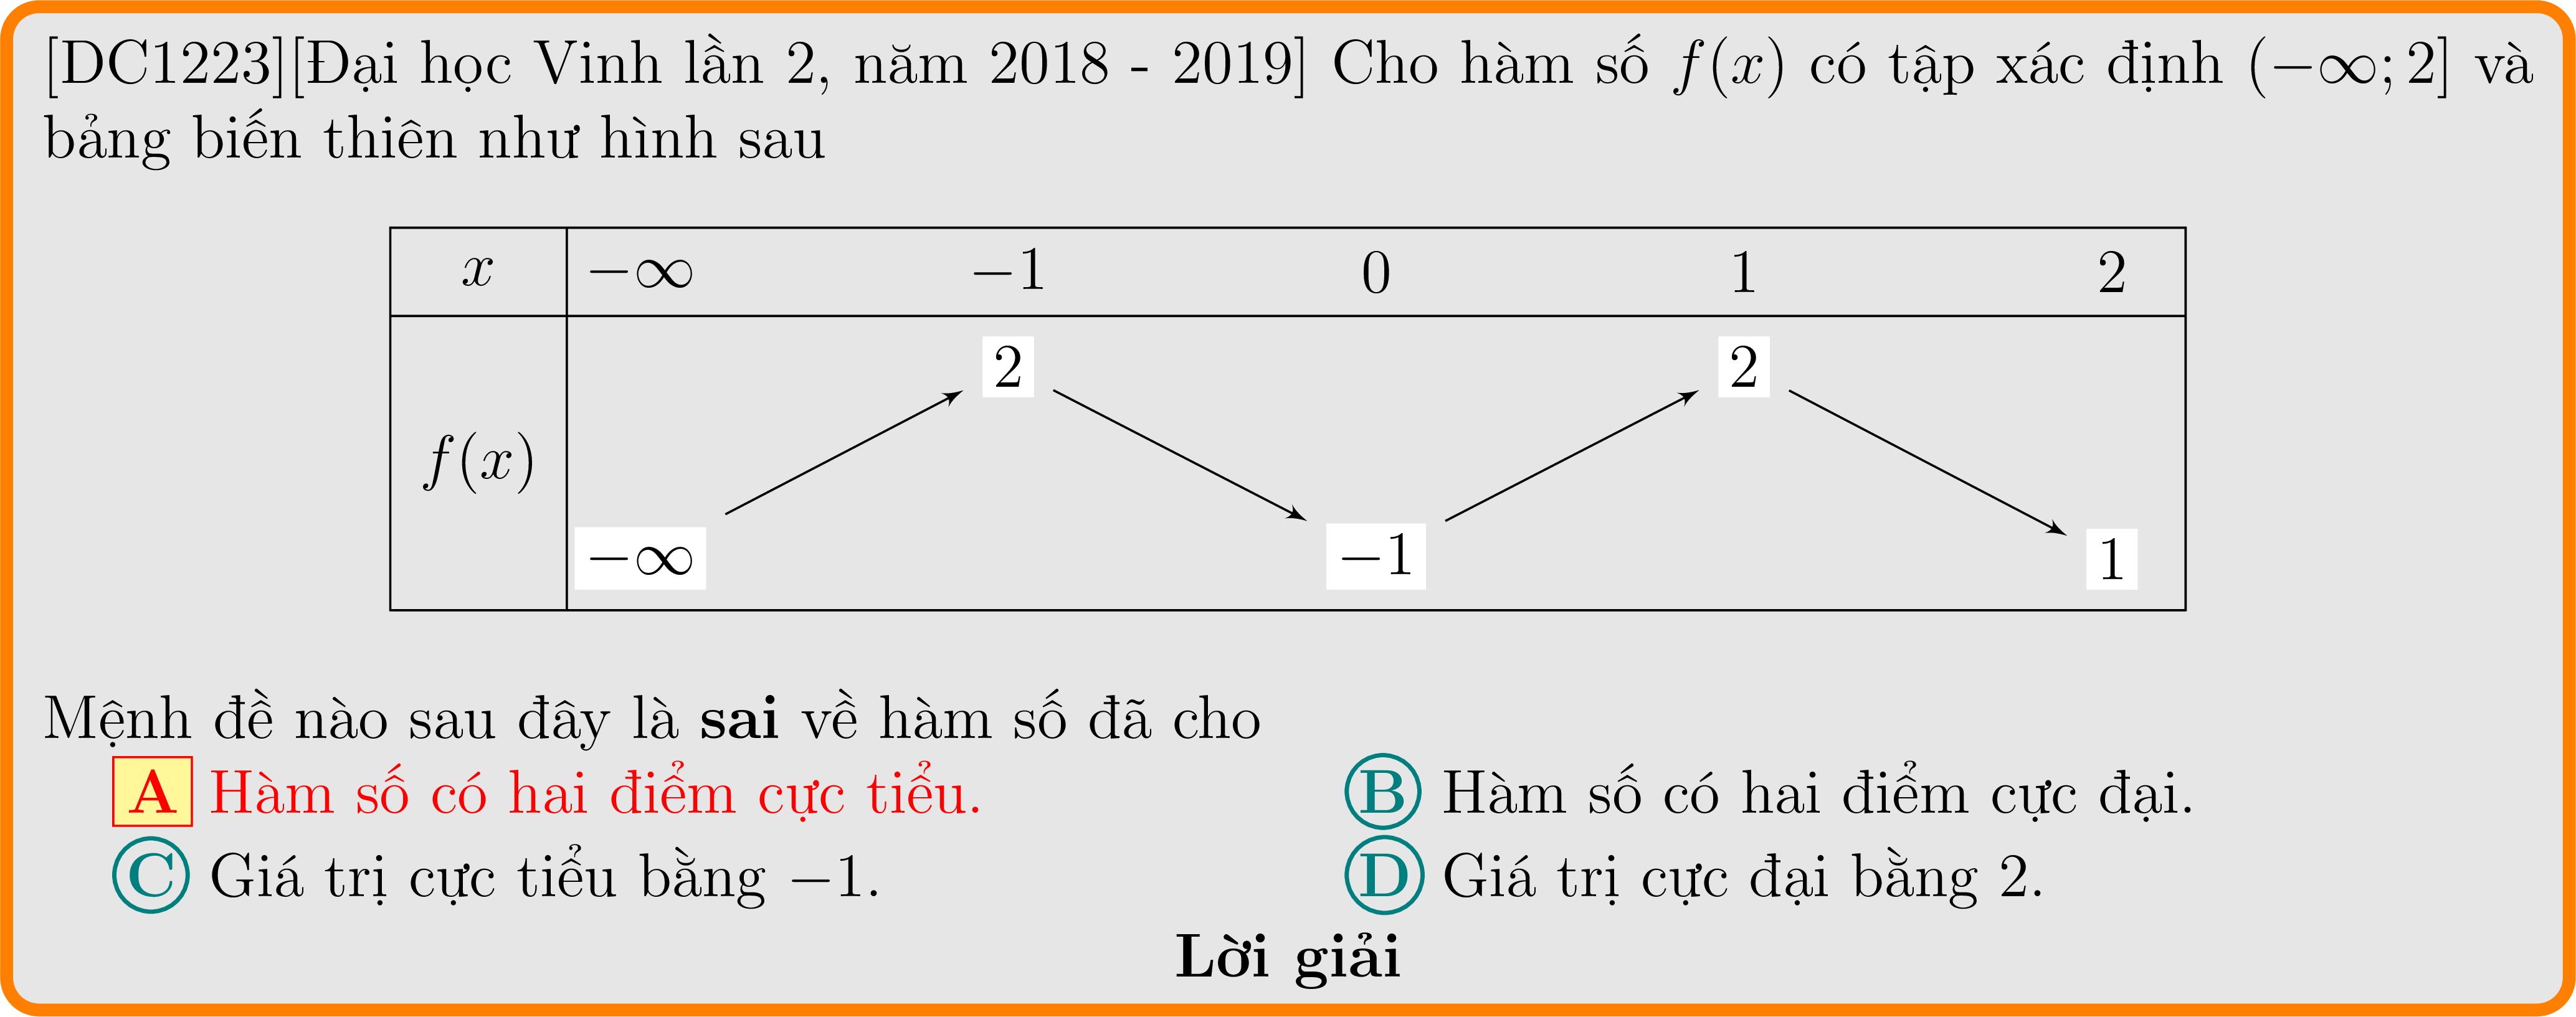 [DC1223][Đại học Vinh lần 2, năm 2018 - 2019] Cho hàm số f(x) có tập xác định (−∞; 2] và
bảng biến thiên như hình sau
x −∞ −1 0 1 2
2 2
f(x)
−∞ −1 1
Mệnh đề nào sau đây là sai về hàm số đã cho
A Hàm số có hai điểm cực tiểu. B Hàm số có hai điểm cực đại.
C Giá trị cực tiểu bằng −1. D Giá trị cực đại bằng 2.
Lời giải